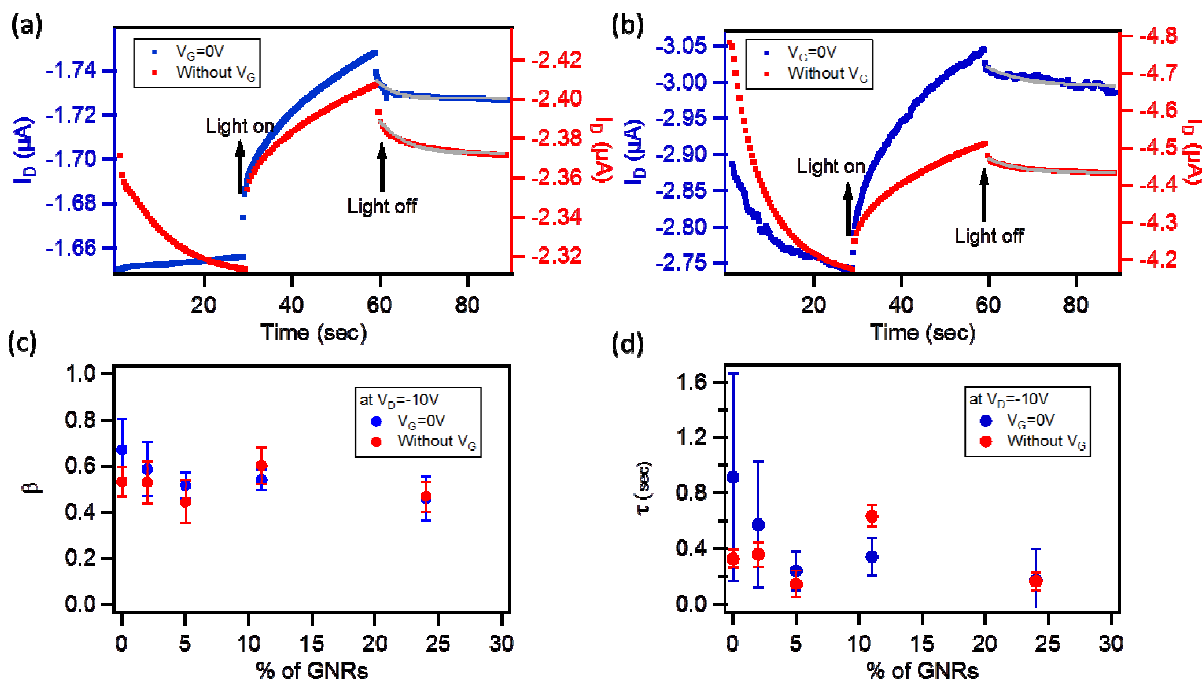 (a)
V_G=0V
Without V_G
Light on
Light off
-1.74
-1.72
-1.70
-1.68
-1.66
I_D (µA)
-2.42
-2.40
-2.38
-2.36
-2.34
-2.32
I_D (µA)
20 40 60 80
Time (sec)
(b)
V_G=0V
Without V_G
Light on
Light off
-3.05
-3.00
-2.95
-2.90
-2.85
-2.80
-2.75
I_D (µA)
-4.8
-4.7
-4.6
-4.5
-4.4
-4.3
-4.2
I_D (µA)
20 40 60 80
Time (sec)
(c)
at V_D=-10V
V_G=0V
Without V_G
1.0
0.8
0.6
0.4
0.2
0.0
β
0 5 10 15 20 25 30
% of GNRs
(d)
at V_D=-10V
V_G=0V
Without V_G
1.6
1.2
0.8
0.4
0.0
τ (sec)
0 5 10 15 20 25 30
% of GNRs